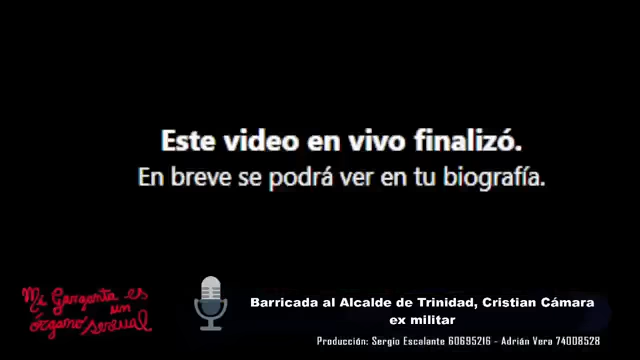 Este video en vivo finalizó.
En breve se podrá ver en tu biografía.
Mi Garganta es
un
órgano sexual
Barricada al Alcalde de Trinidad, Cristian Cámara
ex militar
Producción: Sergio Escalante 60695216 - Adrián Vera 74008528